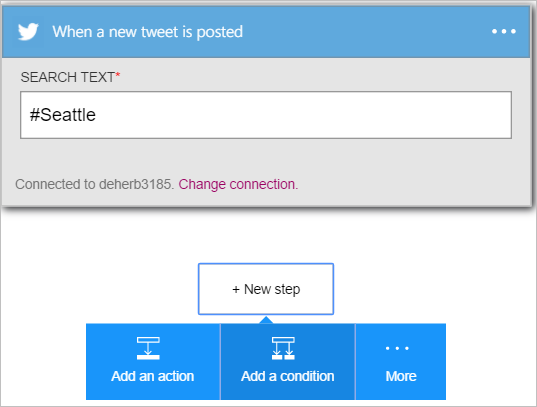 When a new tweet is posted
SEARCH TEXT*
#Seattle
Connected to deherb3185. Change connection.
+ New step
Add an action
Add a condition
More